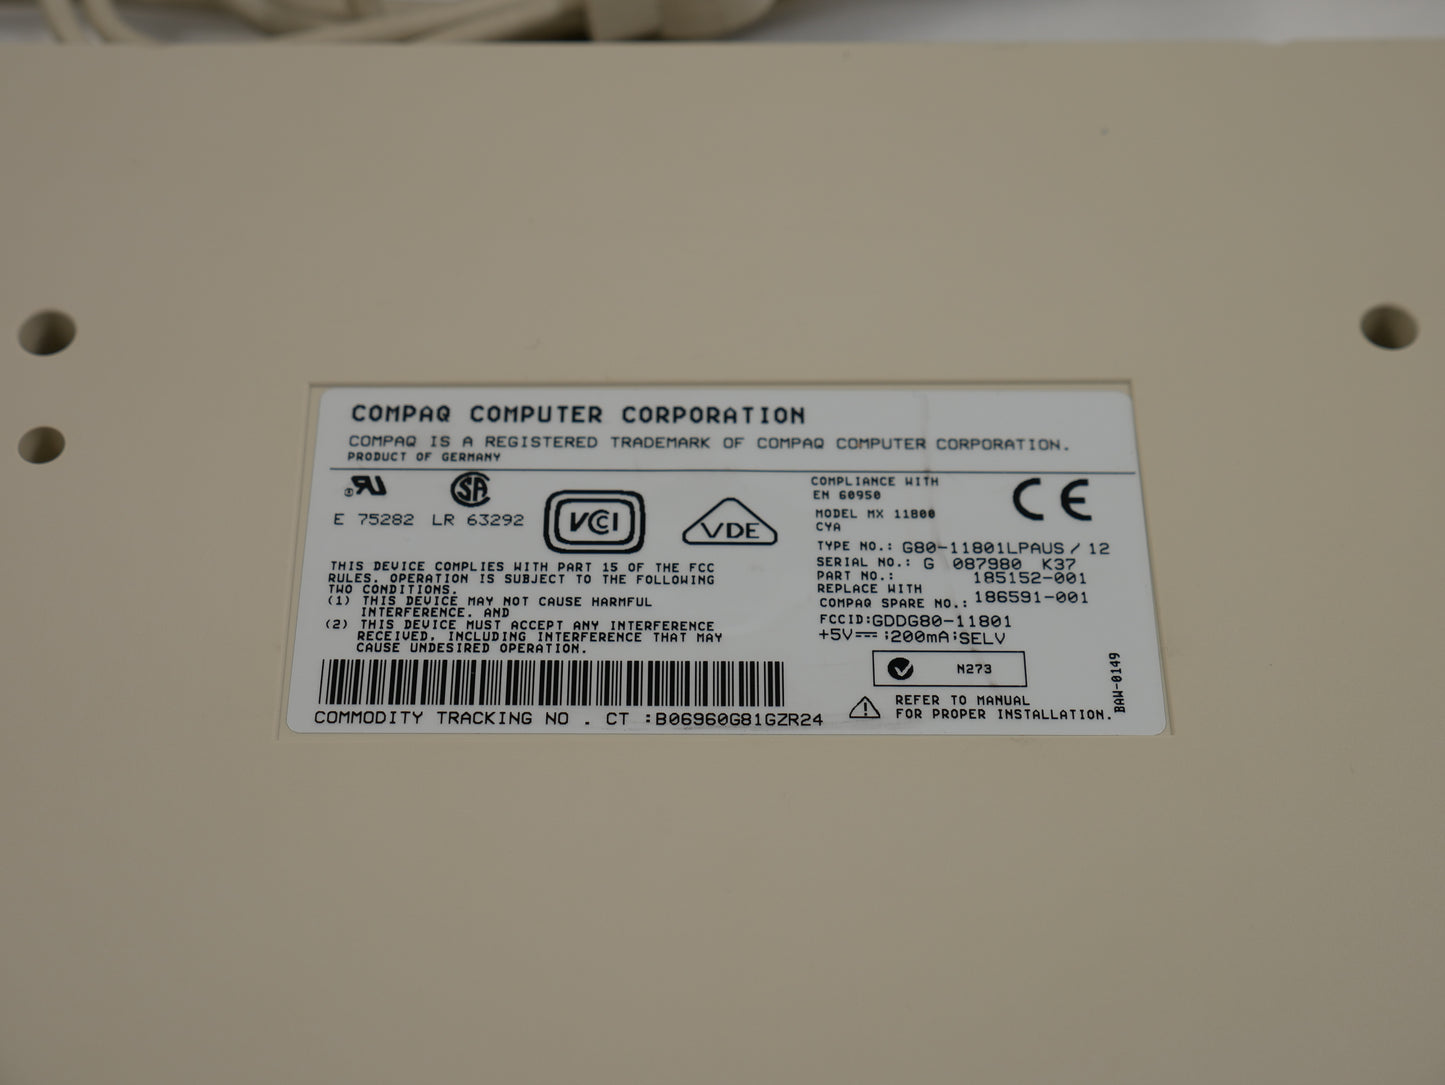 COMPAQ COMPUTER CORPORATION
COMPAQ IS A REGISTERED TRADEMARK OF COMPAQ COMPUTER CORPORATION.
PRODUCT OF GERMANY
E 75282 LR 63292
VCCI
VDE
THIS DEVICE COMPLIES WITH PART 15 OF THE FCC
RULES. OPERATION IS SUBJECT TO THE FOLLOWING
TWO CONDITIONS.
(1) THIS DEVICE MAY NOT CAUSE HARMFUL
INTERFERENCE. AND
(2) THIS DEVICE MUST ACCEPT ANY INTERFERENCE
RECEIVED, INCLUDING INTERFERENCE THAT MAY
CAUSE UNDESIRED OPERATION.
COMMODITY TRACKING NO . CT :B06960G81GZR24
COMPLIANCE WITH
EN 60950
CE
MODEL MX 11800
CYA
TYPE NO.: G80-11801LPAUS / 12
SERIAL NO.: G 087980 K37
PART NO.: 185152-001
REPLACE WITH
COMPAQ SPARE NO.: 186591-001
FCCID:GDDG80-11801
+5V⎓;200mA;SELV
N273
REFER TO MANUAL
FOR PROPER INSTALLATION.
BAW-0149